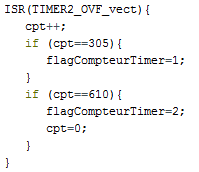 ISR(TIMER2_OVF_vect){
cpt++;
if (cpt==305){
flagCompteurTimer=1;
}
if (cpt==610){
flagCompteurTimer=2;
cpt=0;
}
}